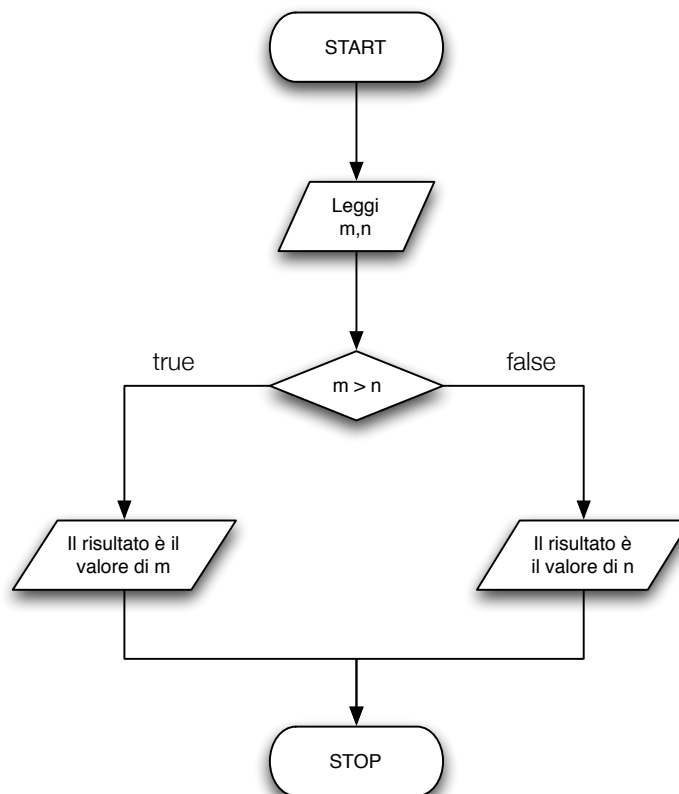 START
Leggi
m,n
true
m > n
false
Il risultato è il
valore di m
Il risultato è
il valore di n
STOP